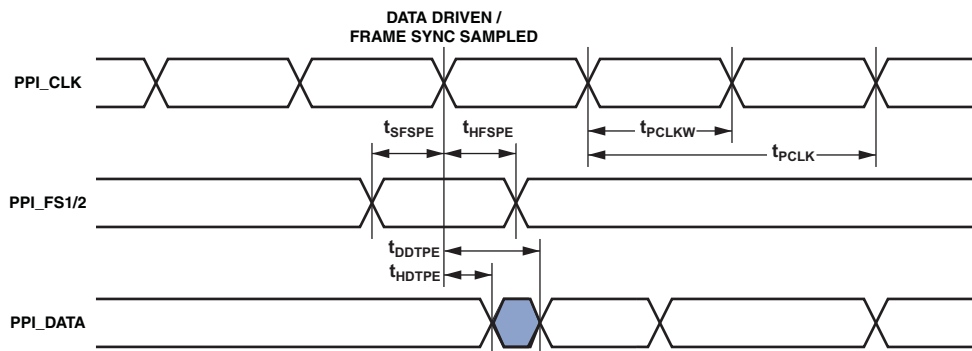 DATA DRIVEN /
FRAME SYNC SAMPLED
PPI_CLK
tSFSPE
tHFSPE
tPCLKW
tPCLK
PPI_FS1/2
tDDTPE
tHDTPE
PPI_DATA